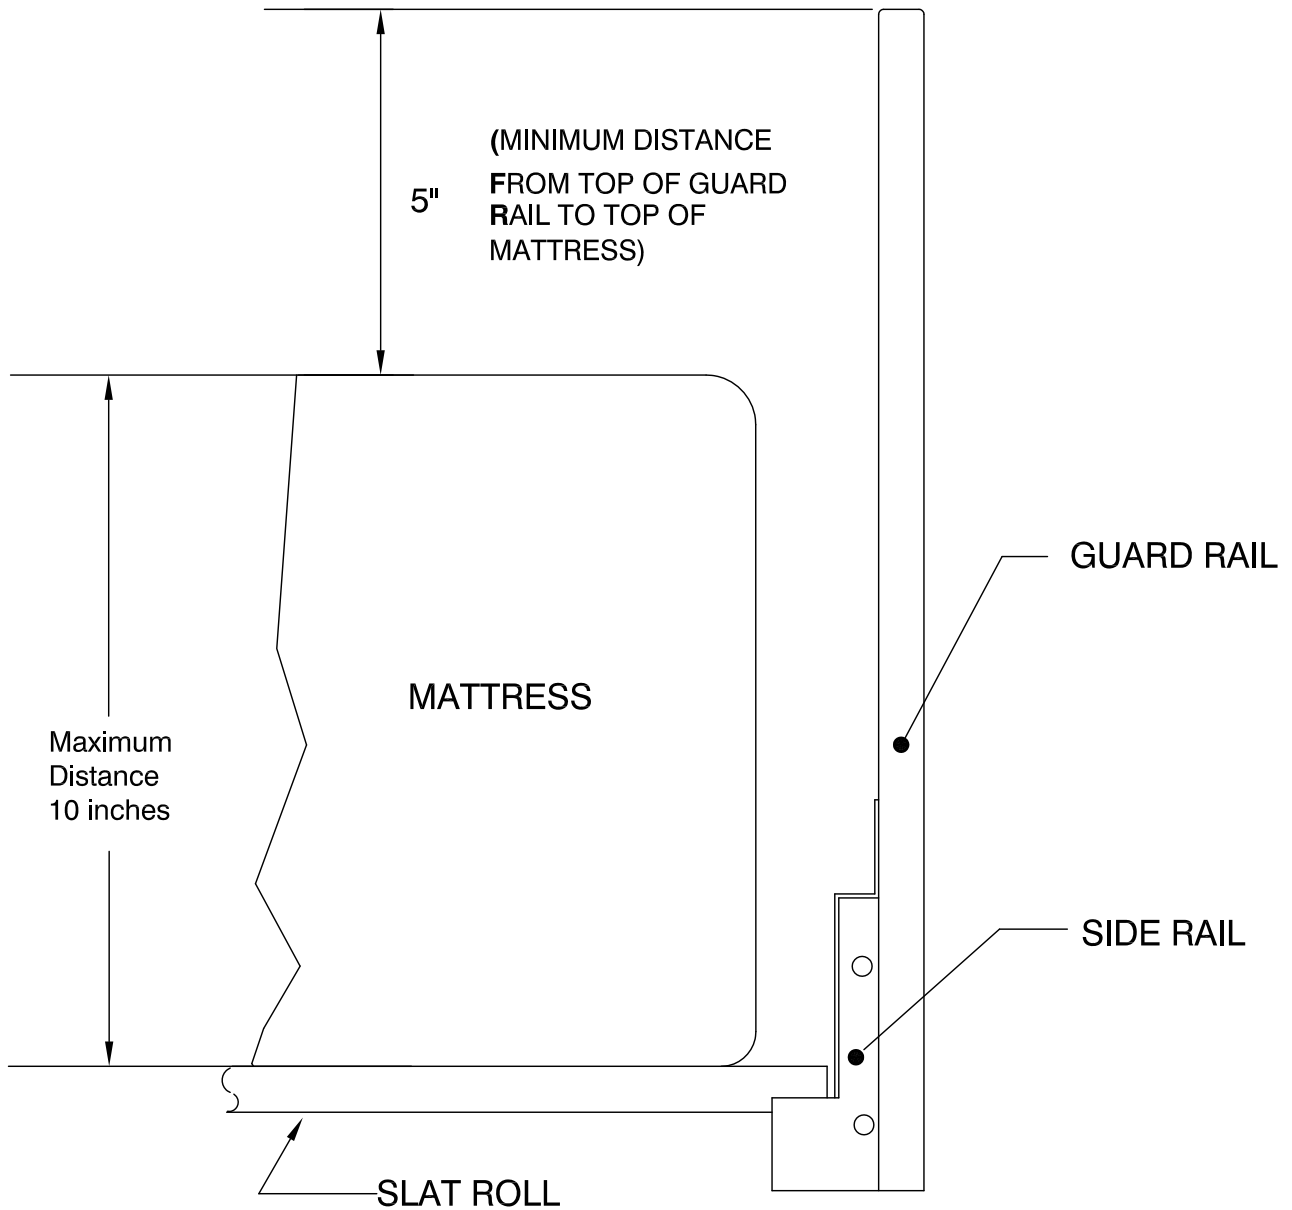 (MINIMUM DISTANCE
5" FROM TOP OF GUARD
RAIL TO TOP OF
MATTRESS)
GUARD RAIL
MATTRESS
Maximum
Distance
10 inches
SIDE RAIL
SLAT ROLL